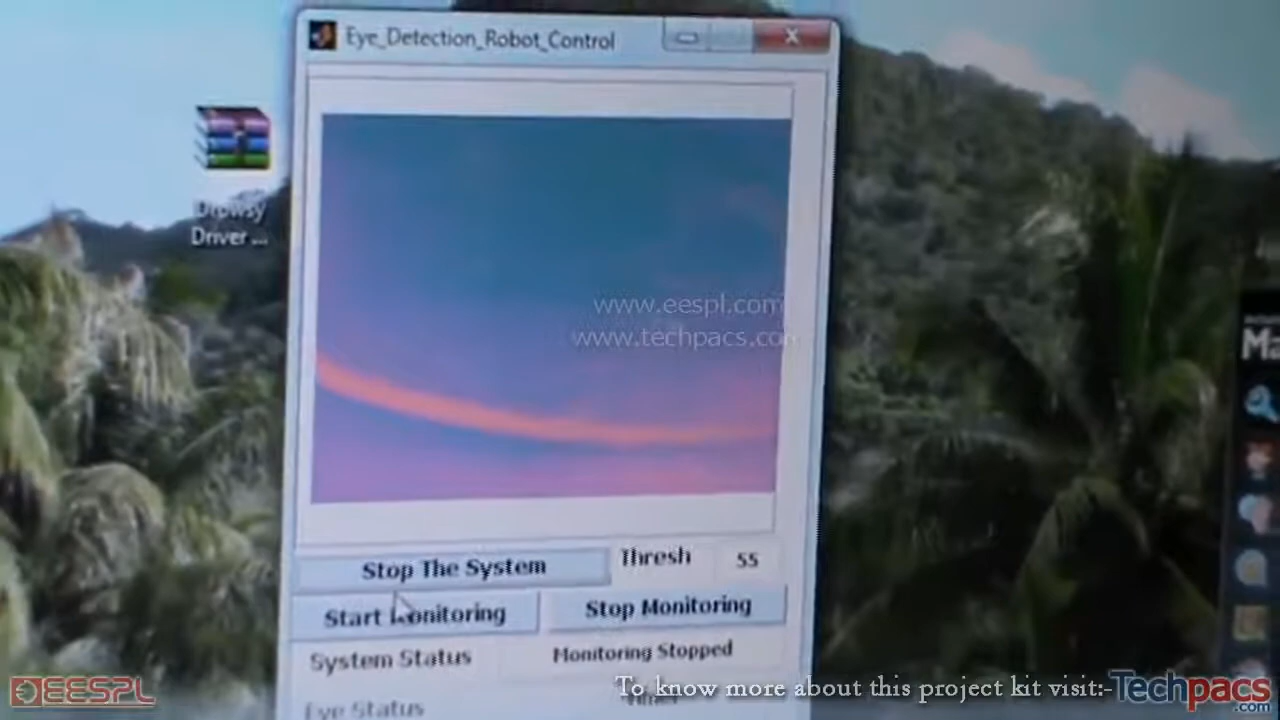 Eye_Detection_Robot_Control
Drowsy
Driver ...
www.eespl.com
www.techpacs.com
Stop The System
Thresh
55
Start Monitoring
Stop Monitoring
System Status
Monitoring Stopped
Eye Status
EESPL
To know more about this project kit visit:-
Techpacs
.com